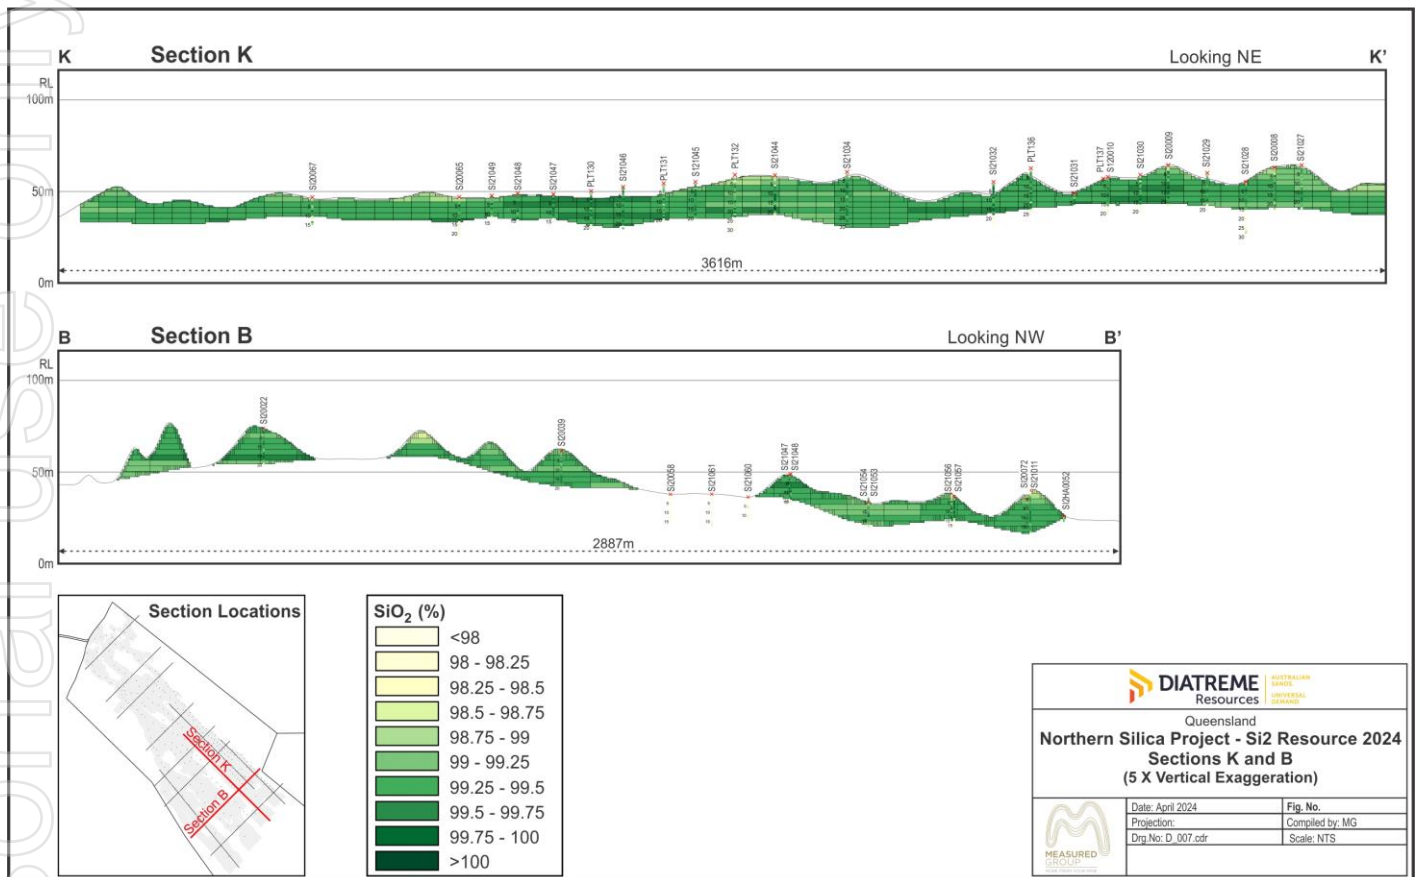 K
Section K
Looking NE
K'
RL
100m
50m
0m
SI20067
SI20065
SI21049
SI21048
SI21047
PLT130
SI21046
PLT131
S121045
PLT132
SI21044
SI21034
SI21032
PLT136
SI21031
PLT137
S120010
SI21030
SI20009
SI21029
SI21028
SI20008
SI21027
3616m
B
Section B
Looking NW
B'
RL
100m
50m
0m
SI20022
SI20039
SI20058
SI21061
SI21060
SI21047
SI21048
SI21054
SI21053
SI21056
SI21057
SI20072
SI21011
SI2HA0052
2887m
Section Locations
Section K
Section B
SiO2 (%)
<98
98 - 98.25
98.25 - 98.5
98.5 - 98.75
98.75 - 99
99 - 99.25
99.25 - 99.5
99.5 - 99.75
99.75 - 100
>100
DIATREME
Resources
AUSTRALIAN
SANDS
UNIVERSAL
DEMAND
Queensland
Northern Silica Project - Si2 Resource 2024
Sections K and B
(5 X Vertical Exaggeration)
Date: April 2024
Fig. No.
Projection:
Compiled by: MG
Drg.No: D_007.cdr
Scale: NTS
MEASURED
GROUP